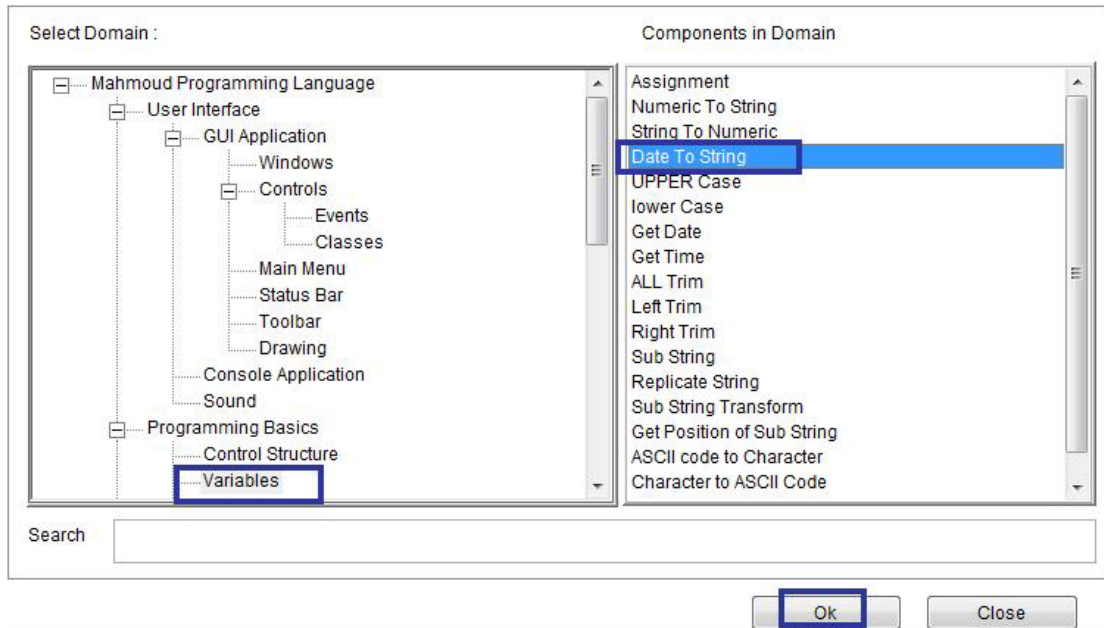 Select Domain :
Components in Domain
Mahmoud Programming Language
User Interface
GUI Application
Windows
Controls
Events
Classes
Main Menu
Status Bar
Toolbar
Drawing
Console Application
Sound
Programming Basics
Control Structure
Variables
Assignment
Numeric To String
String To Numeric
Date To String
UPPER Case
lower Case
Get Date
Get Time
ALL Trim
Left Trim
Right Trim
Sub String
Replicate String
Sub String Transform
Get Position of Sub String
ASCII code to Character
Character to ASCII Code
Search
Ok
Close